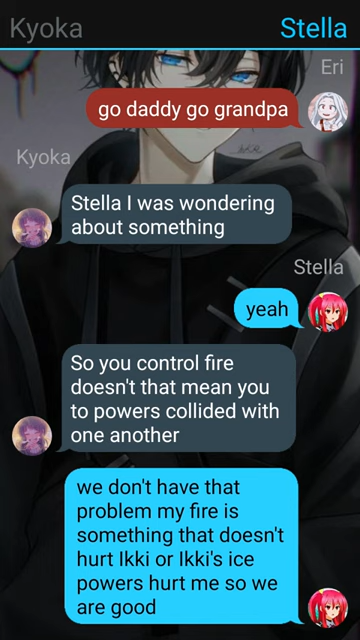 Kyoka Stella
Eri
go daddy go grandpa
Kyoka
Stella I was wondering
about something
Stella
yeah
So you control fire
doesn't that mean you
to powers collided with
one another
we don't have that
problem my fire is
something that doesn't
hurt Ikki or Ikki's ice
powers hurt me so we
are good